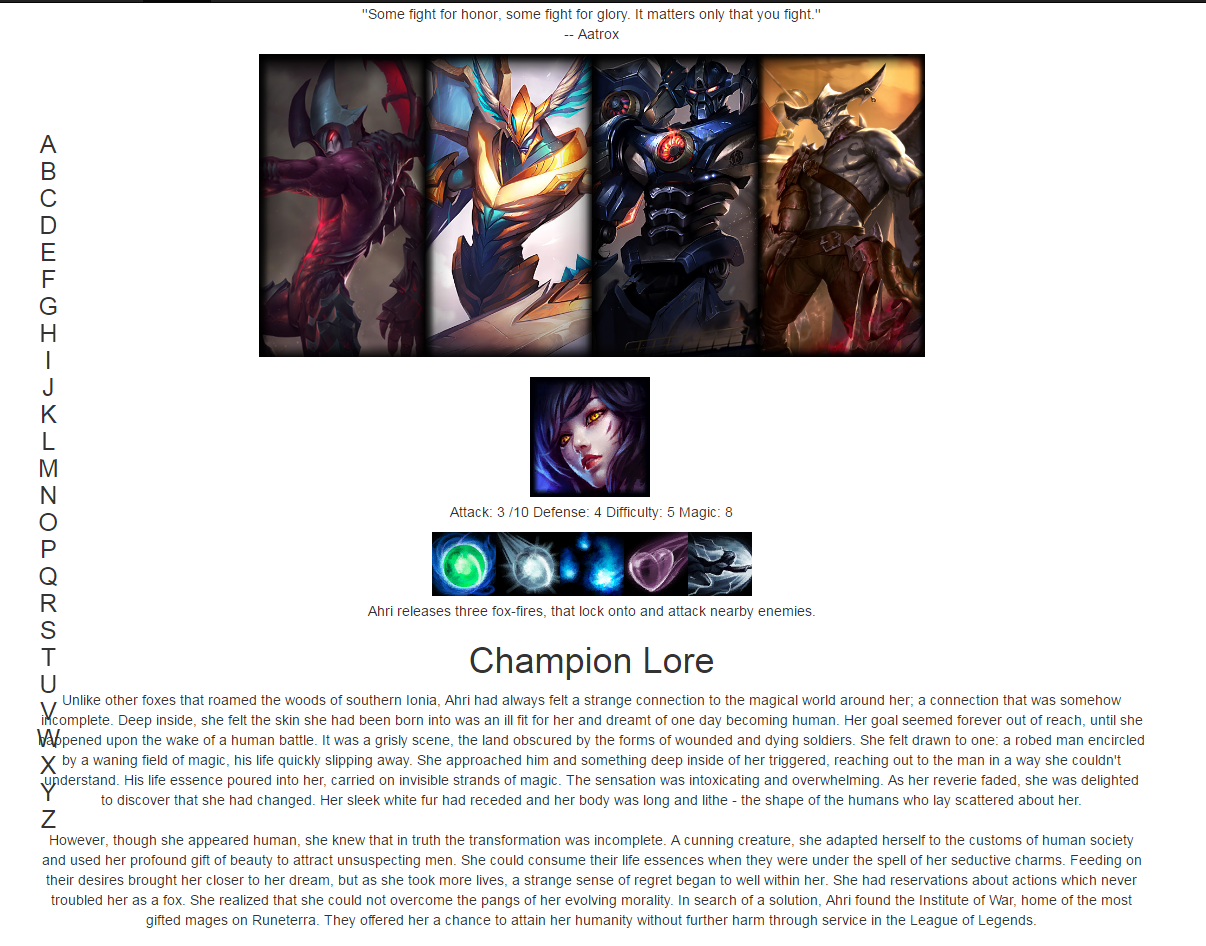 "Some fight for honor, some fight for glory. It matters only that you fight."
-- Aatrox
A
B
C
D
E
F
G
H
I
J
K
L
M
N
O
P
Q
R
S
T
U
V
W
X
Y
Z
Attack: 3 /10 Defense: 4 Difficulty: 5 Magic: 8
Ahri releases three fox-fires, that lock onto and attack nearby enemies.
Champion Lore
Unlike other foxes that roamed the woods of southern Ionia, Ahri had always felt a strange connection to the magical world around her; a connection that was somehow
incomplete. Deep inside, she felt the skin she had been born into was an ill fit for her and dreamt of one day becoming human. Her goal seemed forever out of reach, until she
happened upon the wake of a human battle. It was a grisly scene, the land obscured by the forms of wounded and dying soldiers. She felt drawn to one: a robed man encircled
by a waning field of magic, his life quickly slipping away. She approached him and something deep inside of her triggered, reaching out to the man in a way she couldn't
understand. His life essence poured into her, carried on invisible strands of magic. The sensation was intoxicating and overwhelming. As her reverie faded, she was delighted
to discover that she had changed. Her sleek white fur had receded and her body was long and lithe - the shape of the humans who lay scattered about her.
However, though she appeared human, she knew that in truth the transformation was incomplete. A cunning creature, she adapted herself to the customs of human society
and used her profound gift of beauty to attract unsuspecting men. She could consume their life essences when they were under the spell of her seductive charms. Feeding on
their desires brought her closer to her dream, but as she took more lives, a strange sense of regret began to well within her. She had reservations about actions which never
troubled her as a fox. She realized that she could not overcome the pangs of her evolving morality. In search of a solution, Ahri found the Institute of War, home of the most
gifted mages on Runeterra. They offered her a chance to attain her humanity without further harm through service in the League of Legends.